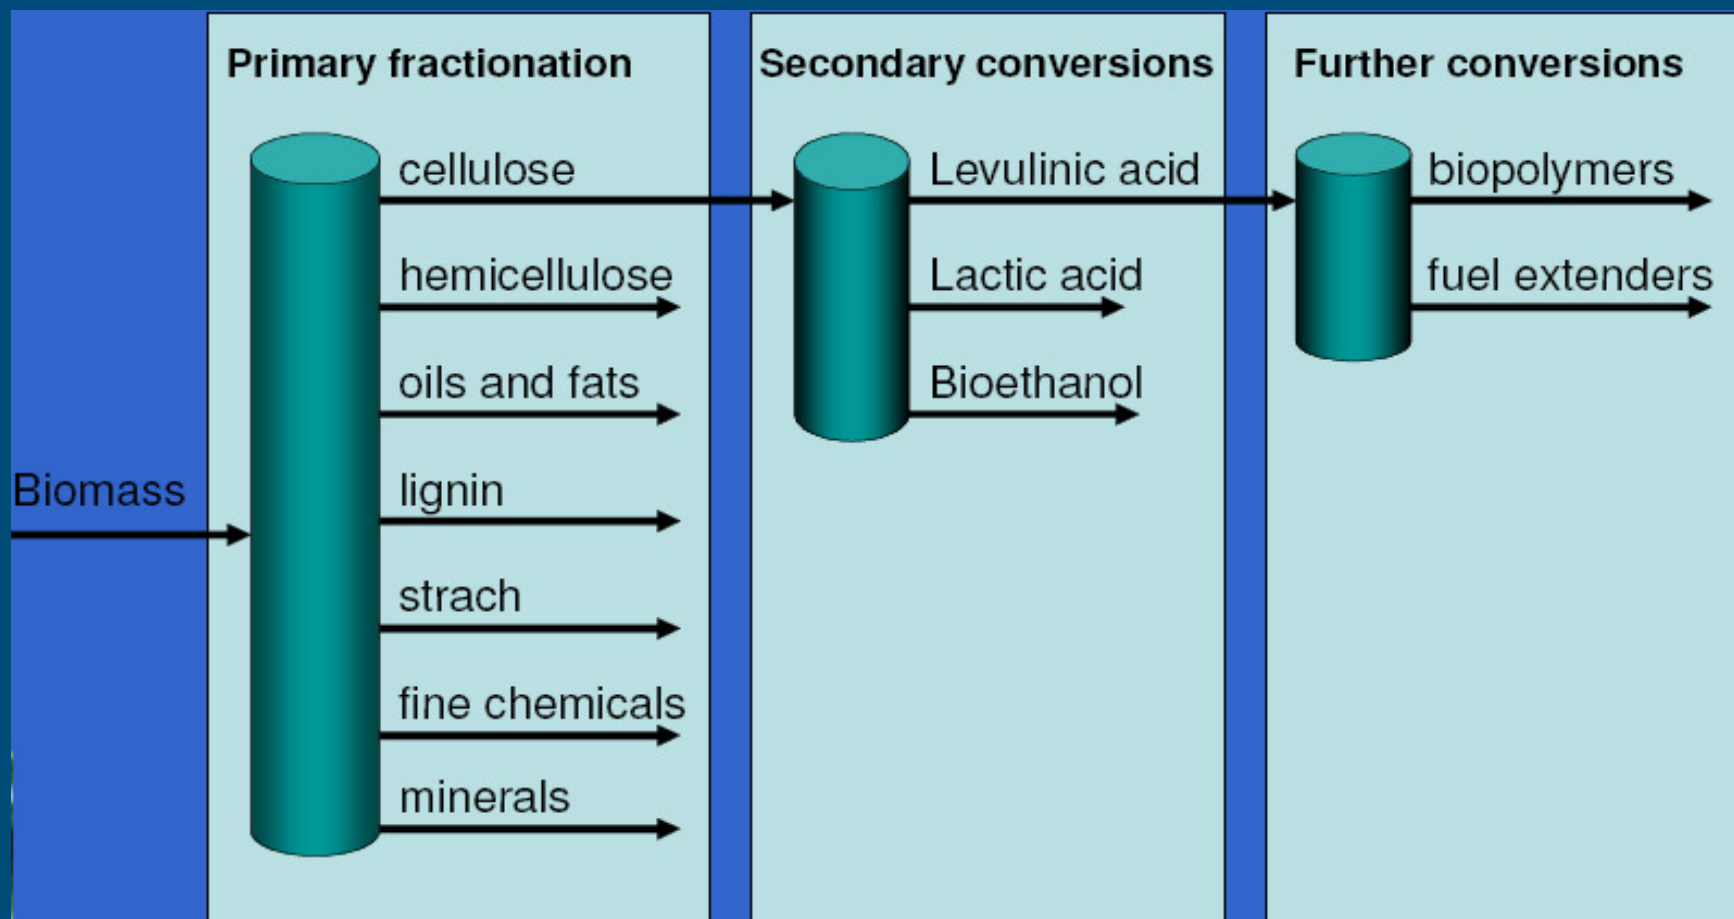 Primary fractionation
Secondary conversions
Further conversions
Biomass
cellulose
hemicellulose
oils and fats
lignin
strach
fine chemicals
minerals
Levulinic acid
Lactic acid
Bioethanol
biopolymers
fuel extenders